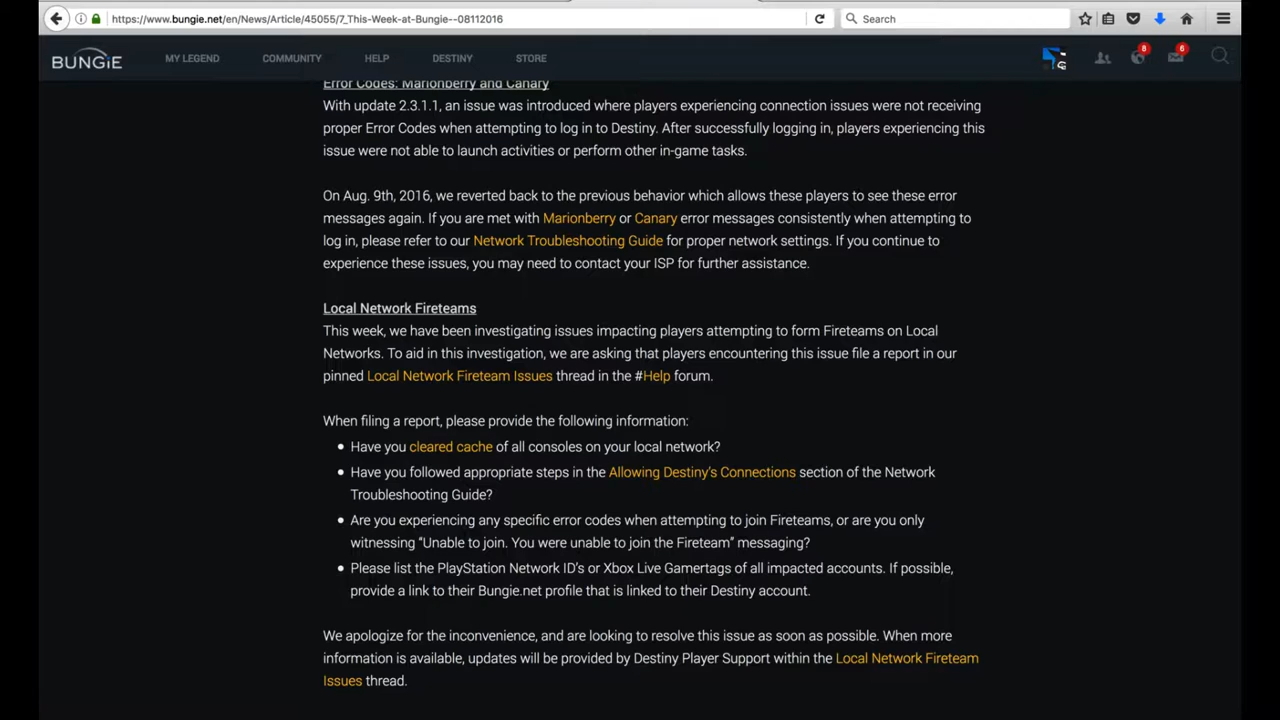 https://www.bungie.net/en/News/Article/45055/7_This-Week-at-Bungie--08112016
Search
BUNGiE
MY LEGEND
COMMUNITY
HELP
DESTINY
STORE
8
6
Error Codes: Marionberry and Canary
With update 2.3.1.1, an issue was introduced where players experiencing connection issues were not receiving
proper Error Codes when attempting to log in to Destiny. After successfully logging in, players experiencing this
issue were not able to launch activities or perform other in-game tasks.
On Aug. 9th, 2016, we reverted back to the previous behavior which allows these players to see these error
messages again. If you are met with Marionberry or Canary error messages consistently when attempting to
log in, please refer to our Network Troubleshooting Guide for proper network settings. If you continue to
experience these issues, you may need to contact your ISP for further assistance.
Local Network Fireteams
This week, we have been investigating issues impacting players attempting to form Fireteams on Local
Networks. To aid in this investigation, we are asking that players encountering this issue file a report in our
pinned Local Network Fireteam Issues thread in the #Help forum.
When filing a report, please provide the following information:
• Have you cleared cache of all consoles on your local network?
• Have you followed appropriate steps in the Allowing Destiny's Connections section of the Network
Troubleshooting Guide?
• Are you experiencing any specific error codes when attempting to join Fireteams, or are you only
witnessing “Unable to join. You were unable to join the Fireteam” messaging?
• Please list the PlayStation Network ID's or Xbox Live Gamertags of all impacted accounts. If possible,
provide a link to their Bungie.net profile that is linked to their Destiny account.
We apologize for the inconvenience, and are looking to resolve this issue as soon as possible. When more
information is available, updates will be provided by Destiny Player Support within the Local Network Fireteam
Issues thread.